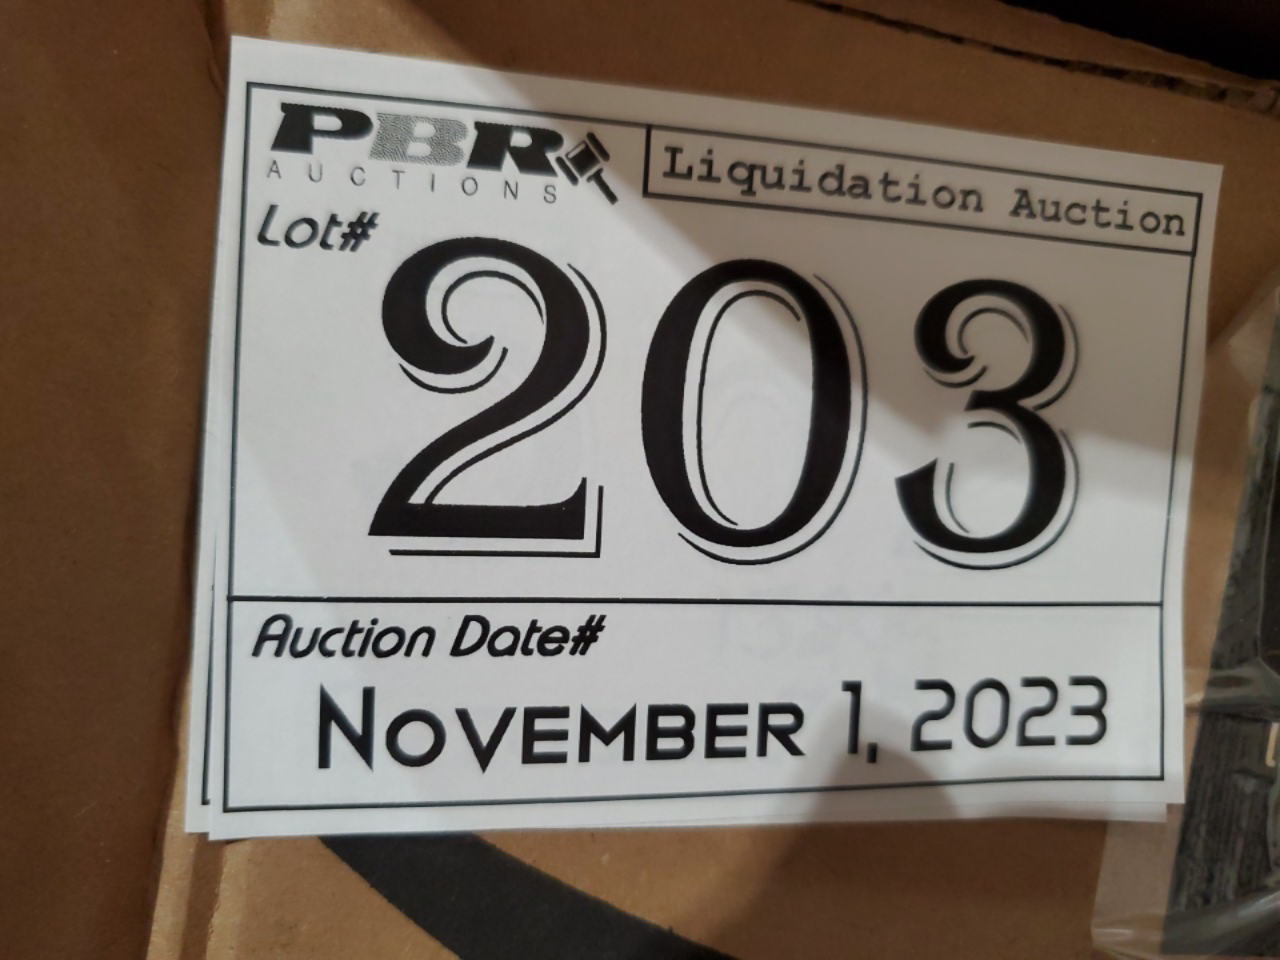 PBR
AUCTIONS
Liquidation Auction
Lot#
203
Auction Date#
November 1, 2023